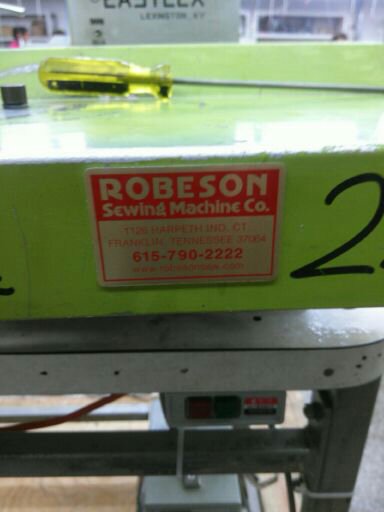 EASTLEX
LEXINGTON, KY
ROBESON
Sewing Machine Co.
1126 HARPETH IND. CT.
FRANKLIN, TENNESSEE 37064
615-790-2222
www.robesonsew.com
2